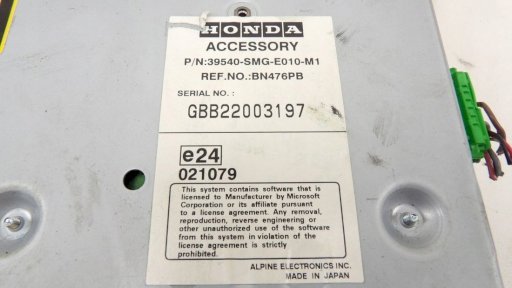 HONDA
ACCESSORY
P/N:39540-SMG-E010-M1
REF.NO.:BN476PB
SERIAL NO. :
GBB22003197
e24
021079
This system contains software that is
licensed to Manufacturer by Microsoft
Corporation or its affiliate pursuant
to a license agreement. Any removal,
reproduction, reverse engineering or
other unauthorized use of the software
from this system in violation of the
license agreement is strictly
prohibited.
ALPINE ELECTRONICS INC.
MADE IN JAPAN